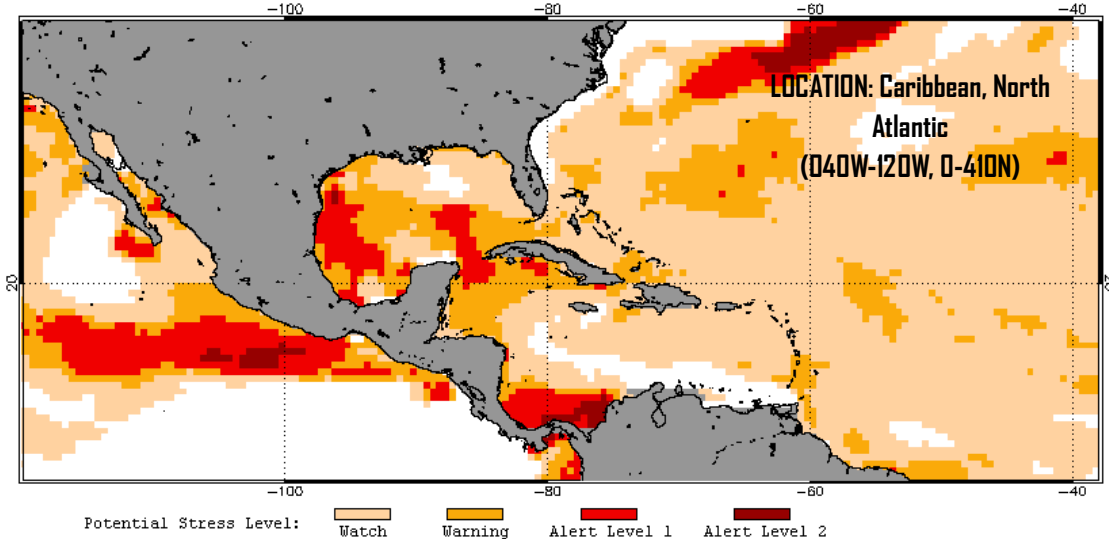 -100 -80 -60 -40
LOCATION: Caribbean, North
Atlantic
(040W-120W, 0-410N)
20 20
-100 -80 -60 -40
Potential Stress Level: Watch Warning Alert Level 1 Alert Level 2